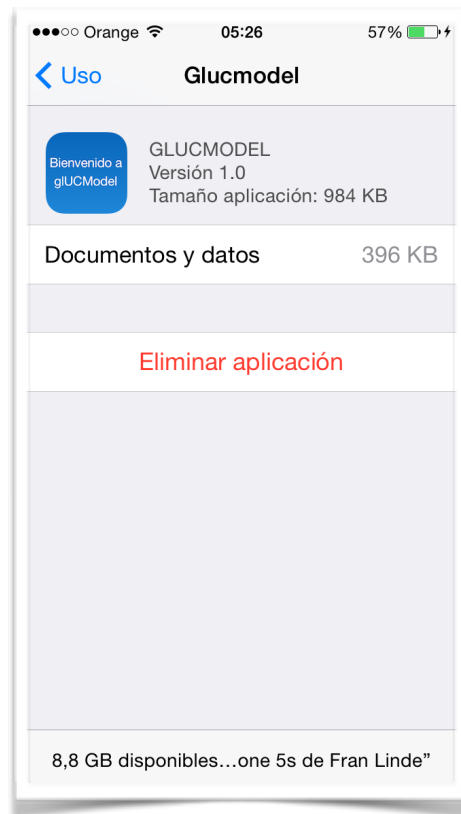 Orange 05:26 57%
Uso Glucmodel
Bienvenido a
glUCModel
GLUCMODEL
Versión 1.0
Tamaño aplicación: 984 KB
Documentos y datos 396 KB
Eliminar aplicación
8,8 GB disponibles…one 5s de Fran Linde”